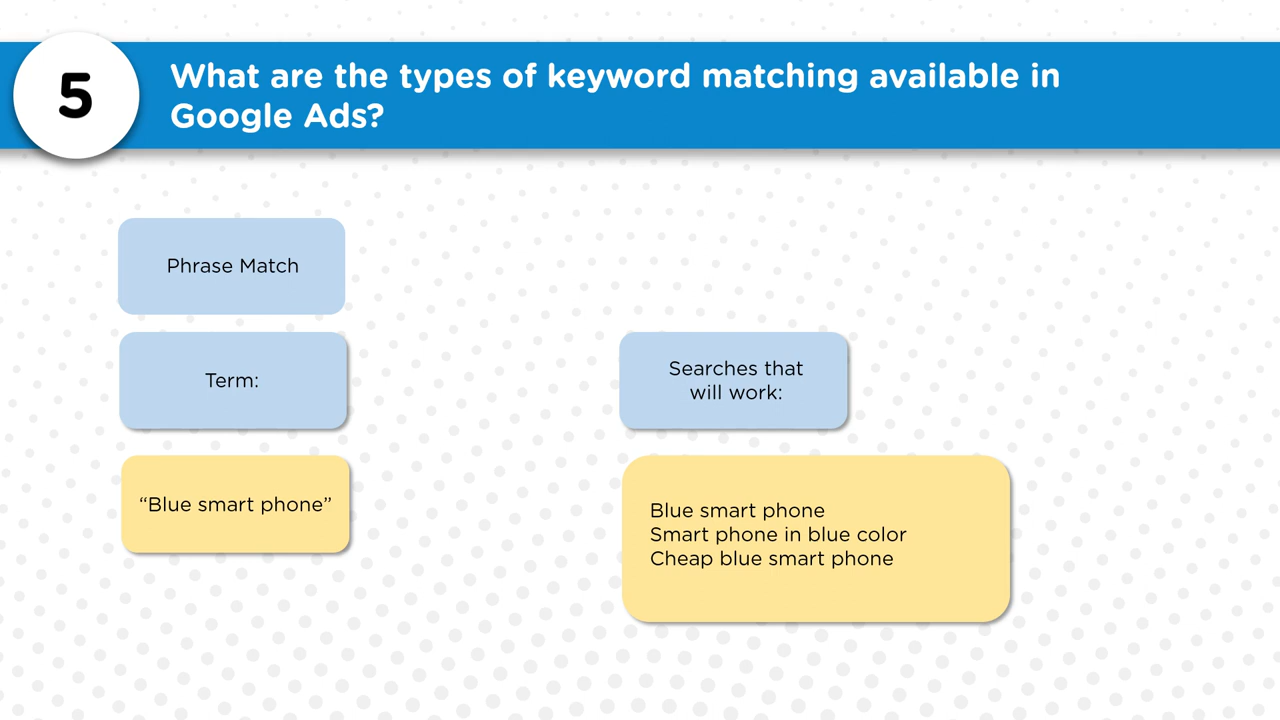 5
What are the types of keyword matching available in
Google Ads?
Phrase Match
Term:
Searches that
will work:
“Blue smart phone”
Blue smart phone
Smart phone in blue color
Cheap blue smart phone